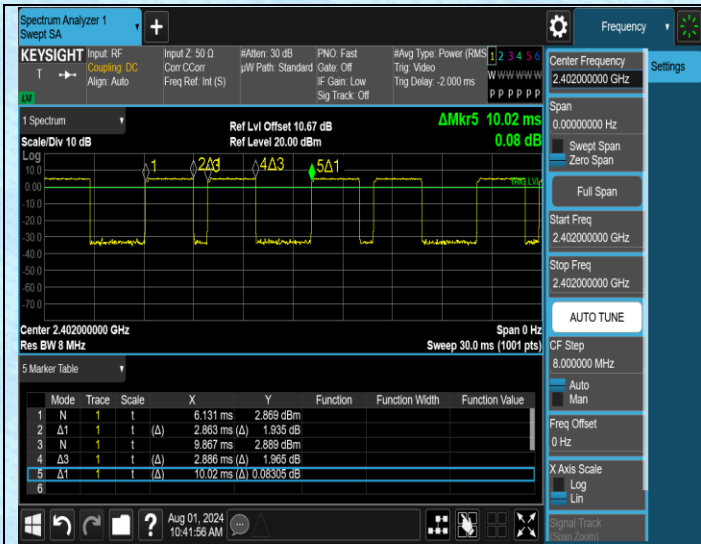 Spectrum Analyzer 1
Swept SA
Frequency
KEYSIGHT
Input: RF
Coupling: DC
Align: Auto
Input Z: 50 Ω
Corr CCorr
Freq Ref: Int (S)
#Atten: 30 dB
µW Path: Standard
PNO: Fast
Gate: Off
IF Gain: Low
Sig Track: Off
#Avg Type: Power (RMS
Trig: Video
Trig Delay: -2.000 ms
1 2 3 4 5 6
W W W W W W
P P P P P P
T
LXI
Settings
1 Spectrum
Scale/Div 10 dB
Ref Lvl Offset 10.67 dB
Ref Level 20.00 dBm
ΔMkr5 10.02 ms
0.08 dB
Log
10.0
0.00
-10.0
-20.0
-30.0
-40.0
-50.0
-60.0
-70.0
1
2Δ1
4Δ3
5Δ1
TRIG LVL
Center 2.402000000 GHz
Res BW 8 MHz
Span 0 Hz
Sweep 30.0 ms (1001 pts)
5 Marker Table
Mode Trace Scale X Y Function Function Width Function Value
1 N 1 t 6.131 ms 2.869 dBm
2 Δ1 1 t (Δ) 2.863 ms (Δ) 1.935 dB
3 N 1 t 9.867 ms 2.889 dBm
4 Δ3 1 t (Δ) 2.886 ms (Δ) 1.965 dB
5 Δ1 1 t (Δ) 10.02 ms (Δ) 0.08305 dB
6
Center Frequency
2.402000000 GHz
Span
0.00000000 Hz
Swept Span
Zero Span
Full Span
Start Freq
2.402000000 GHz
Stop Freq
2.402000000 GHz
AUTO TUNE
CF Step
8.000000 MHz
Auto
Man
Freq Offset
0 Hz
X Axis Scale
Log
Lin
Signal Track
(Span Zoom)
?
Aug 01, 2024
10:41:56 AM